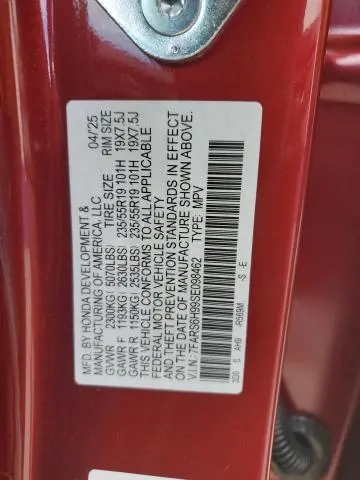 MFD. BY HONDA DEVELOPMENT & 04/'25
MANUFACTURING OF AMERICA, LLC
TIRE SIZE RIM SIZE
GVWR 2300KG( 5070LBS)
GAWR F 1193KG( 2630LBS) 235/55R19 101H 19X7.5J
GAWR R 1150KG( 2535LBS) 235/55R19 101H 19X7.5J
THIS VEHICLE CONFORMS TO ALL APPLICABLE
FEDERAL MOTOR VEHICLE SAFETY
AND THEFT PREVENTION STANDARDS IN EFFECT
ON THE DATE OF MANUFACTURE SHOWN ABOVE.
V.I.N.: 7FARS6H99SE098462 TYPE: MPV
S AH9 R569M -S -E